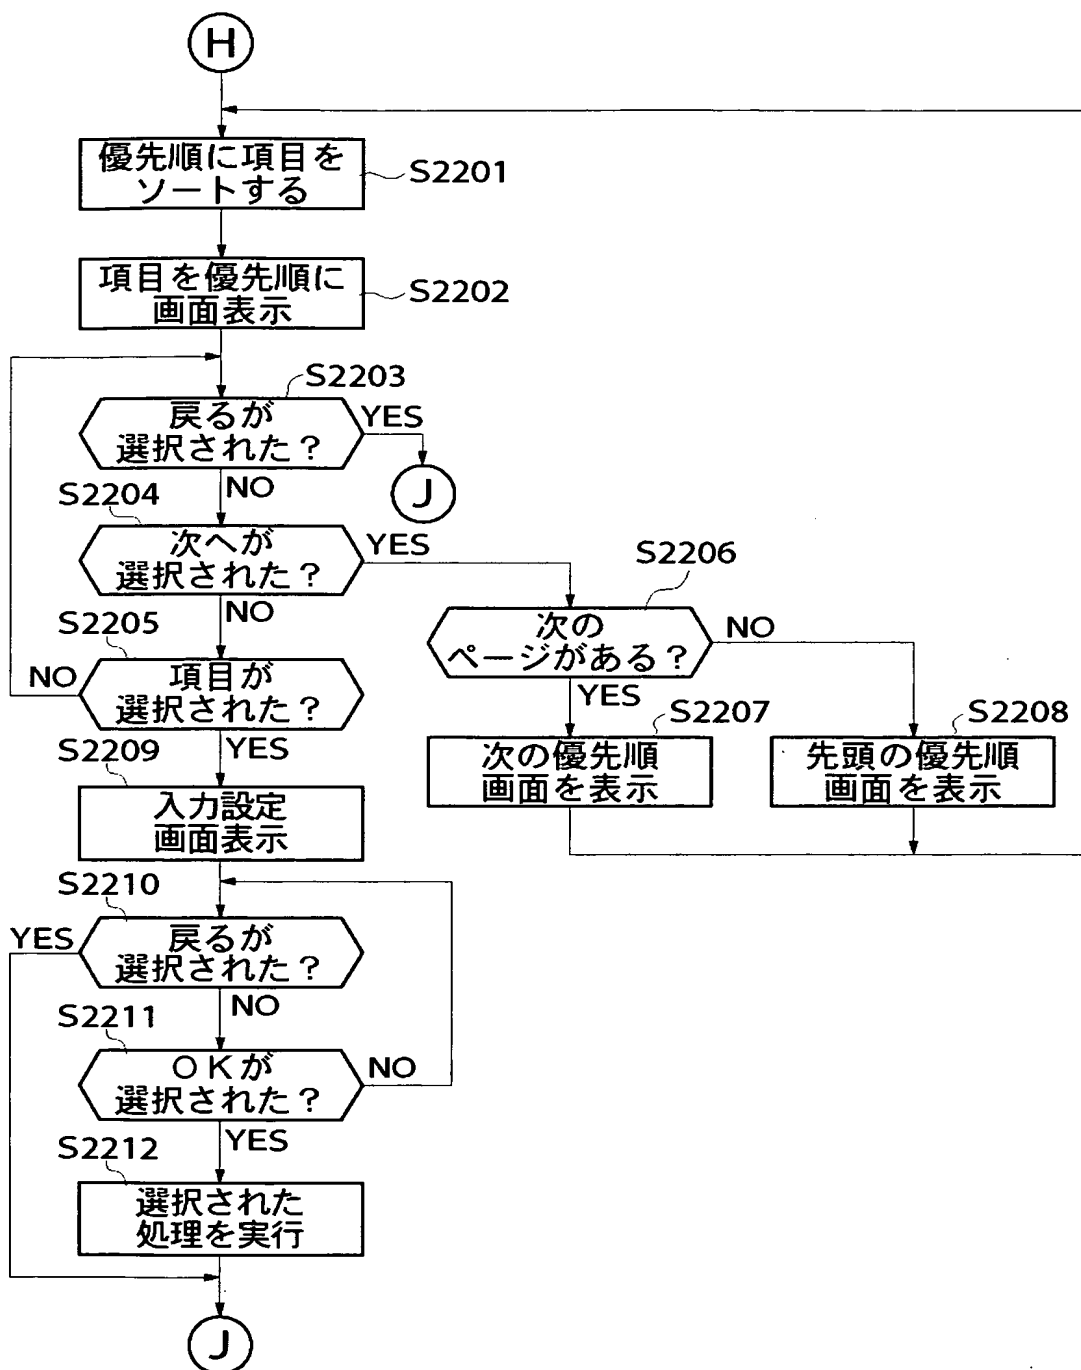 H
優先順に項目を
ソートする
S2201
項目を優先順に
画面表示
S2202
S2203
戻るが
選択された？
YES
J
NO
S2204
次へが
選択された？
YES
NO
S2206
次の
ページがある？
NO
YES
S2205
項目が
選択された？
NO
YES
S2207
次の優先順
画面を表示
S2208
先頭の優先順
画面を表示
S2209
入力設定
画面表示
S2210
戻るが
選択された？
YES
NO
S2211
ＯＫが
選択された？
NO
YES
S2212
選択された
処理を実行
J